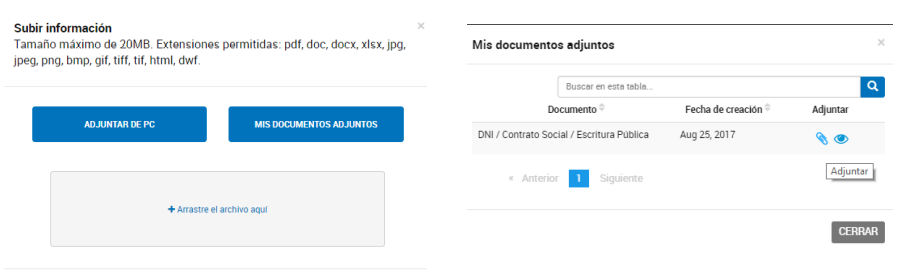 Subir información
×
Tamaño máximo de 20MB. Extensiones permitidas: pdf, doc, docx, xlsx, jpg,
jpeg, png, bmp, gif, tiff, tif, html, dwf.
ADJUNTAR DE PC
MIS DOCUMENTOS ADJUNTOS
+ Arrastre el archivo aquí
Mis documentos adjuntos
×
Buscar en esta tabla...
Documento Fecha de creación Adjuntar
DNI / Contrato Social / Escritura Pública Aug 25, 2017
Adjuntar
« Anterior 1 Siguiente
CERRAR